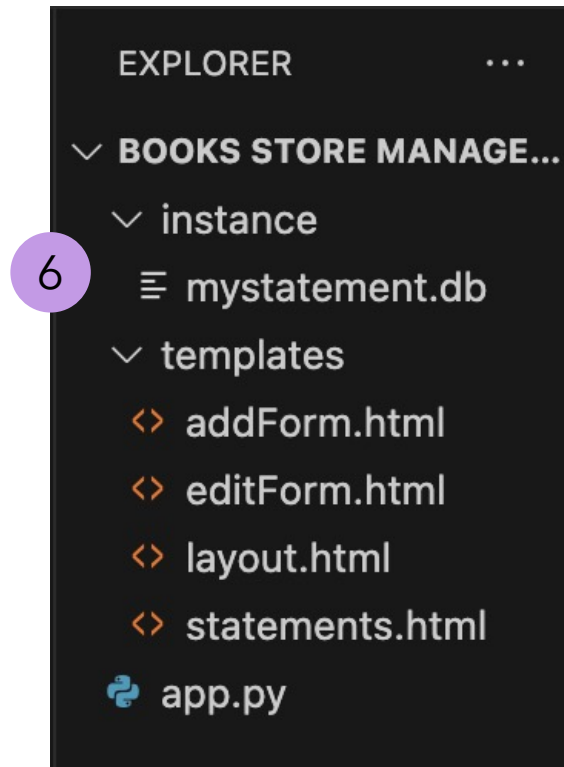 EXPLORER ...
BOOKS STORE MANAGE...
instance
6
mystatement.db
templates
addForm.html
editForm.html
layout.html
statements.html
app.py